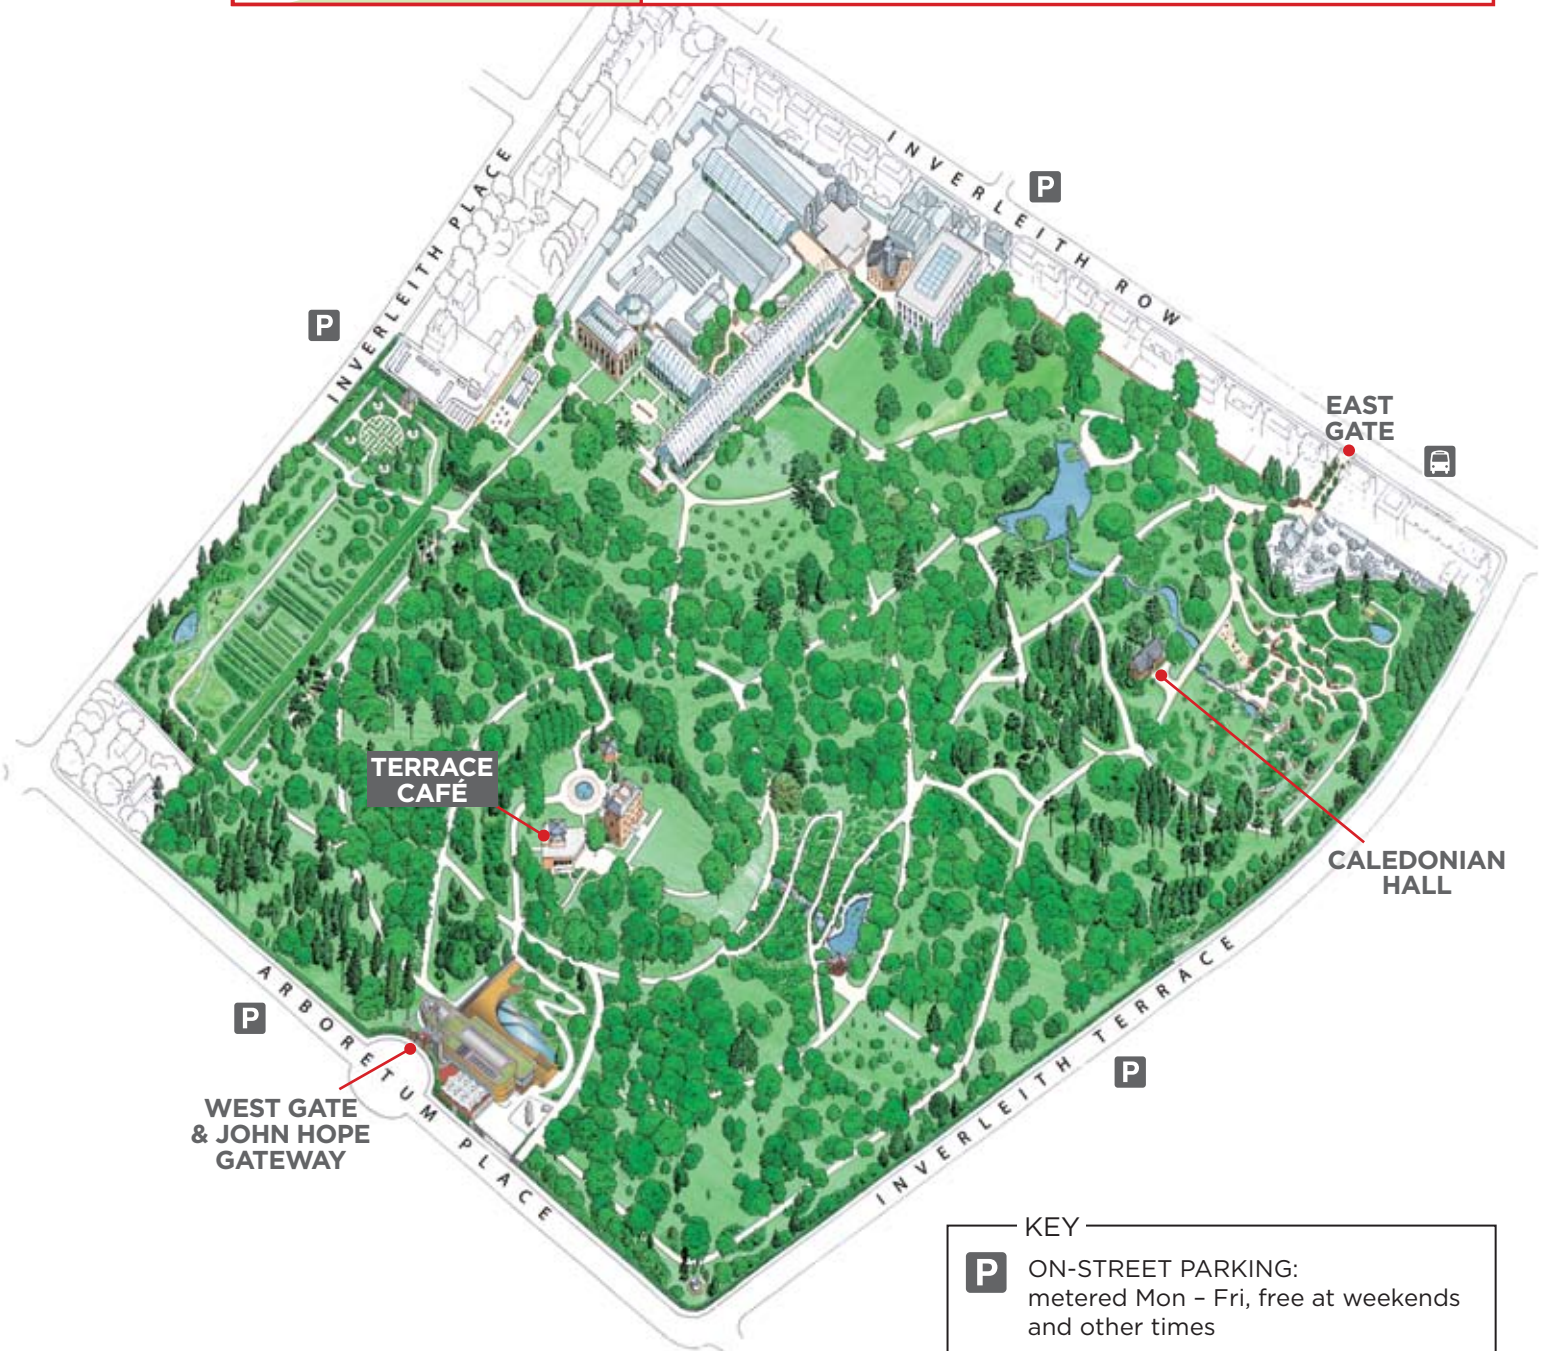 INVERLEITH PLACE
INVERLEITH ROW
P
P
EAST
GATE
TERRACE
CAFÉ
CALEDONIAN
HALL
P
ARBORETUM PLACE
WEST GATE
& JOHN HOPE
GATEWAY
P
INVERLEITH TERRACE
KEY
P ON-STREET PARKING:
metered Mon – Fri, free at weekends
and other times